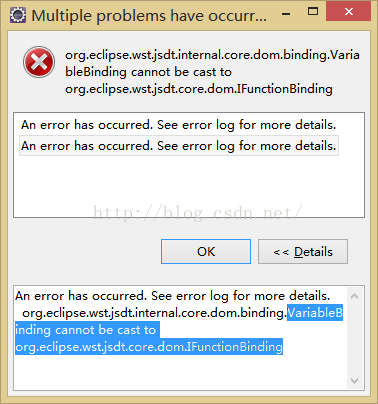 Multiple problems have occurr...
org.eclipse.wst.jsdt.internal.core.dom.binding.Varia
bleBinding cannot be cast to
org.eclipse.wst.jsdt.core.dom.IFunctionBinding
An error has occurred. See error log for more details.
An error has occurred. See error log for more details.
http://blog.csdn.net/
OK
<< Details
An error has occurred. See error log for more details.
org.eclipse.wst.jsdt.internal.core.dom.binding.VariableB
inding cannot be cast to
org.eclipse.wst.jsdt.core.dom.IFunctionBinding